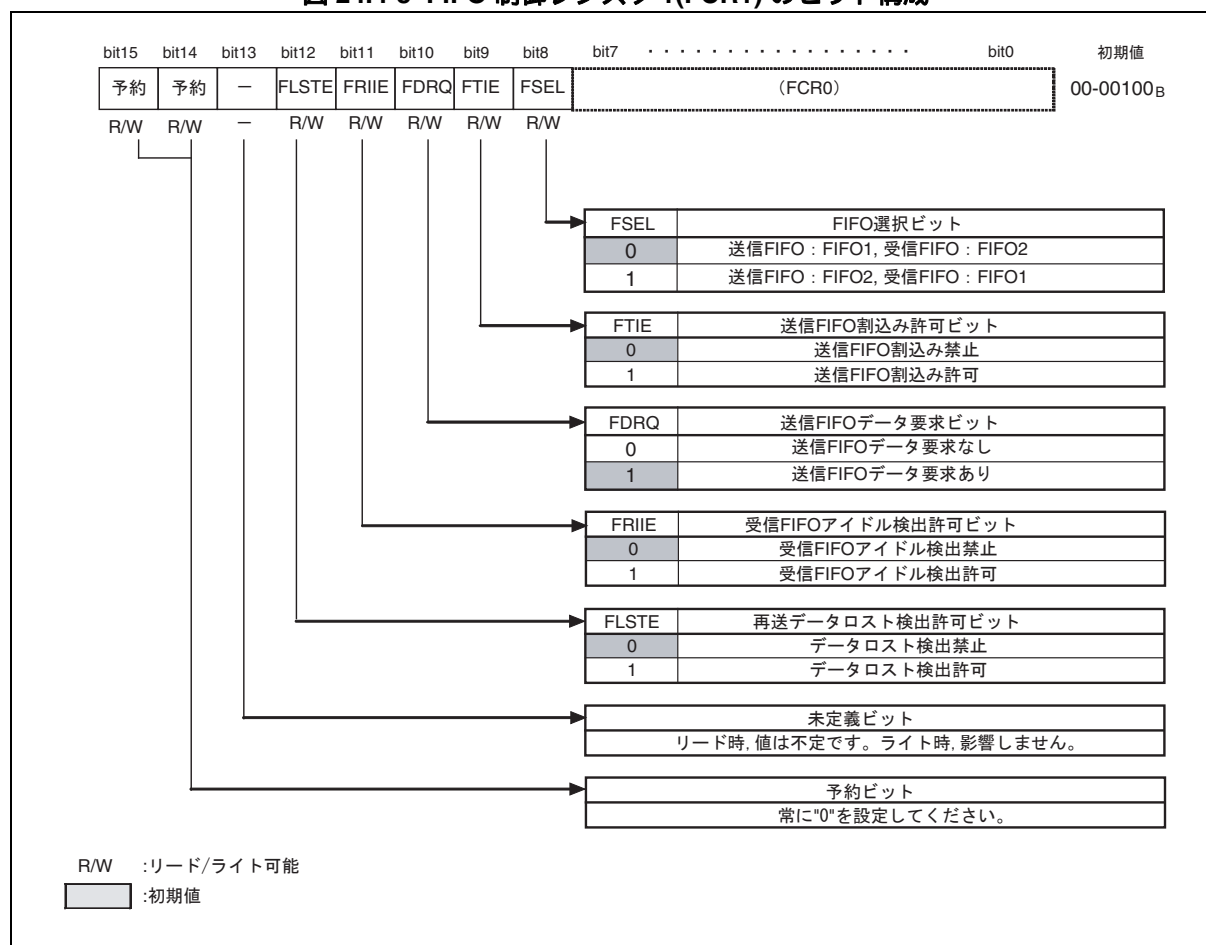 bit15 bit14 bit13 bit12 bit11 bit10 bit9 bit8 bit7 ・・・・・・・・・・・・・・・・・ bit0 初期値
予約 予約 － FLSTE FRIIE FDRQ FTIE FSEL (FCR0) 00-00100B
R/W R/W － R/W R/W R/W R/W R/W
FSEL FIFO選択ビット
0 送信FIFO：FIFO1, 受信FIFO：FIFO2
1 送信FIFO：FIFO2, 受信FIFO：FIFO1
FTIE 送信FIFO割込み許可ビット
0 送信FIFO割込み禁止
1 送信FIFO割込み許可
FDRQ 送信FIFOデータ要求ビット
0 送信FIFOデータ要求なし
1 送信FIFOデータ要求あり
FRIIE 受信FIFOアイドル検出許可ビット
0 受信FIFOアイドル検出禁止
1 受信FIFOアイドル検出許可
FLSTE 再送データロスト検出許可ビット
0 データロスト検出禁止
1 データロスト検出許可
未定義ビット
リード時, 値は不定です。ライト時, 影響しません。
予約ビット
常に"0"を設定してください。
R/W :リード/ライト可能
:初期値